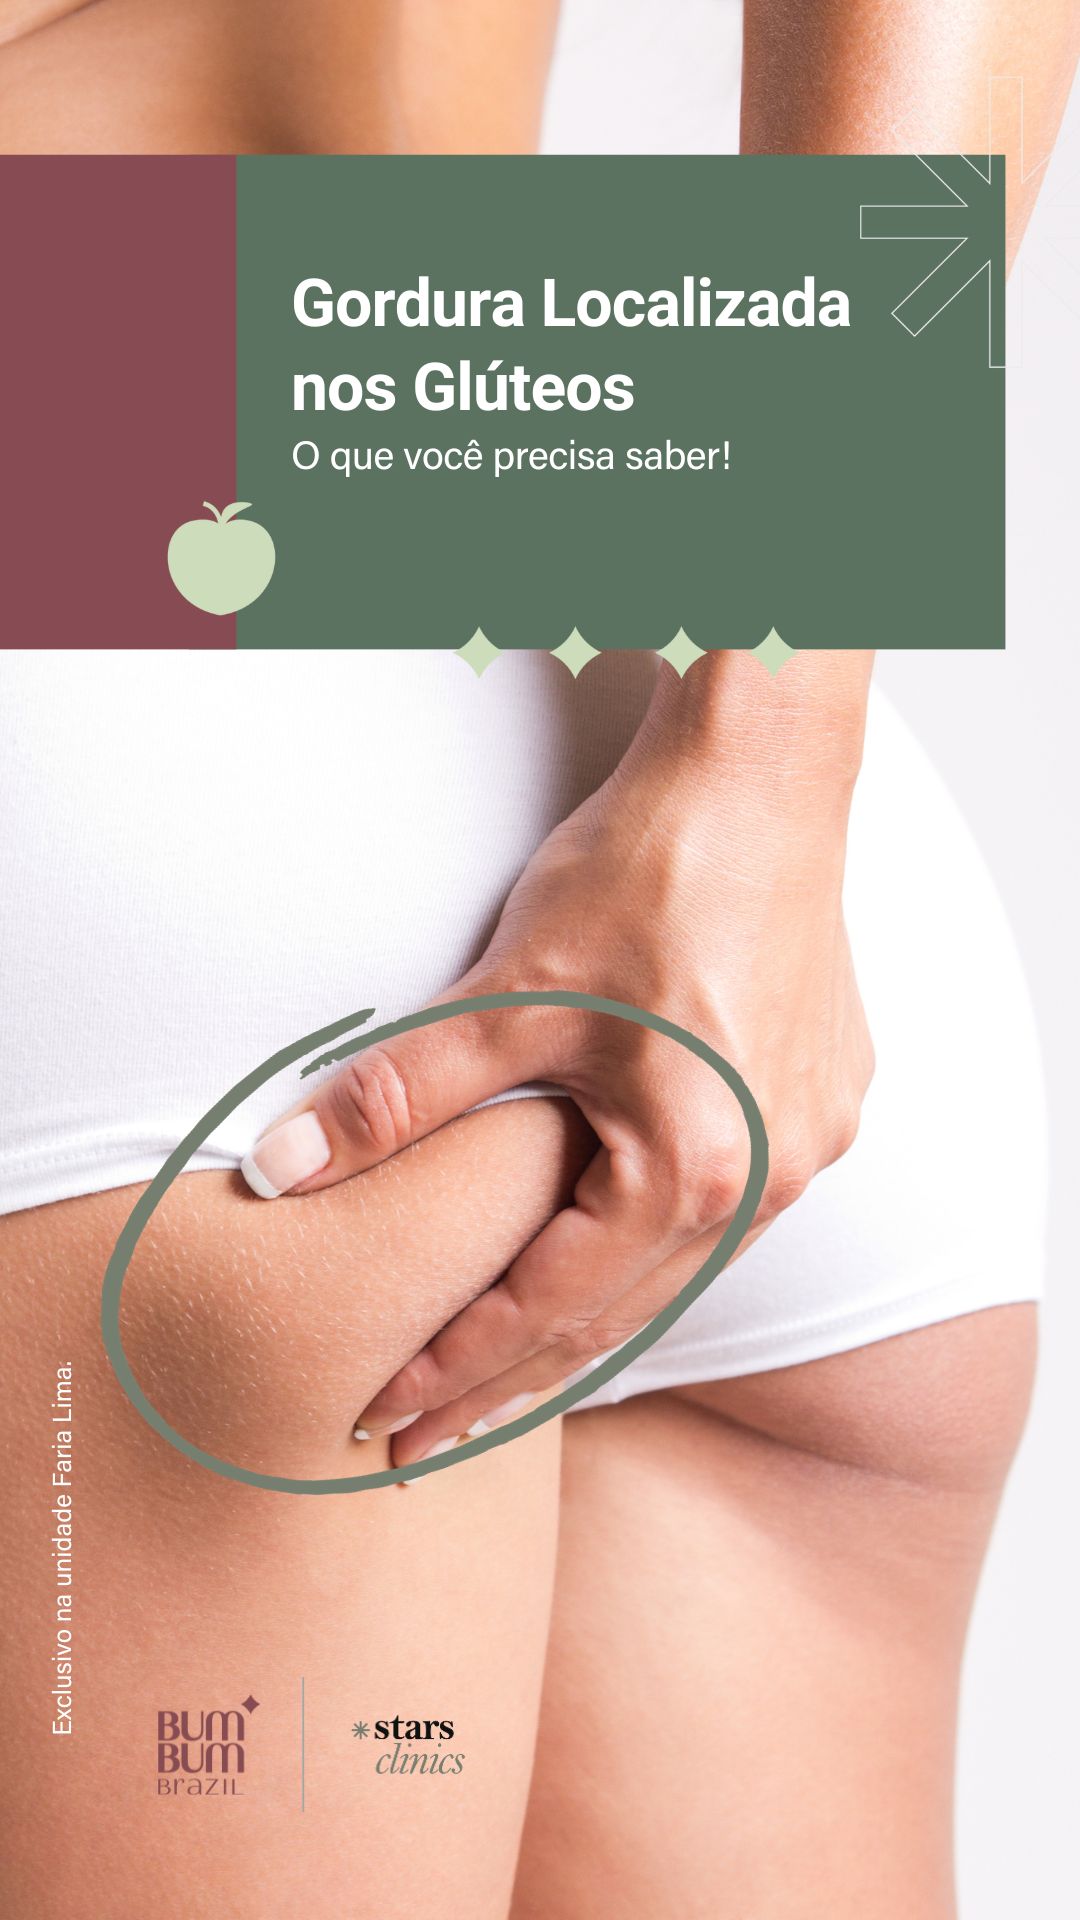 Gordura Localizada
nos Glúteos
O que você precisa saber!
Exclusivo na unidade Faria Lima.
BUM
BUM
Brazil
stars
clinics